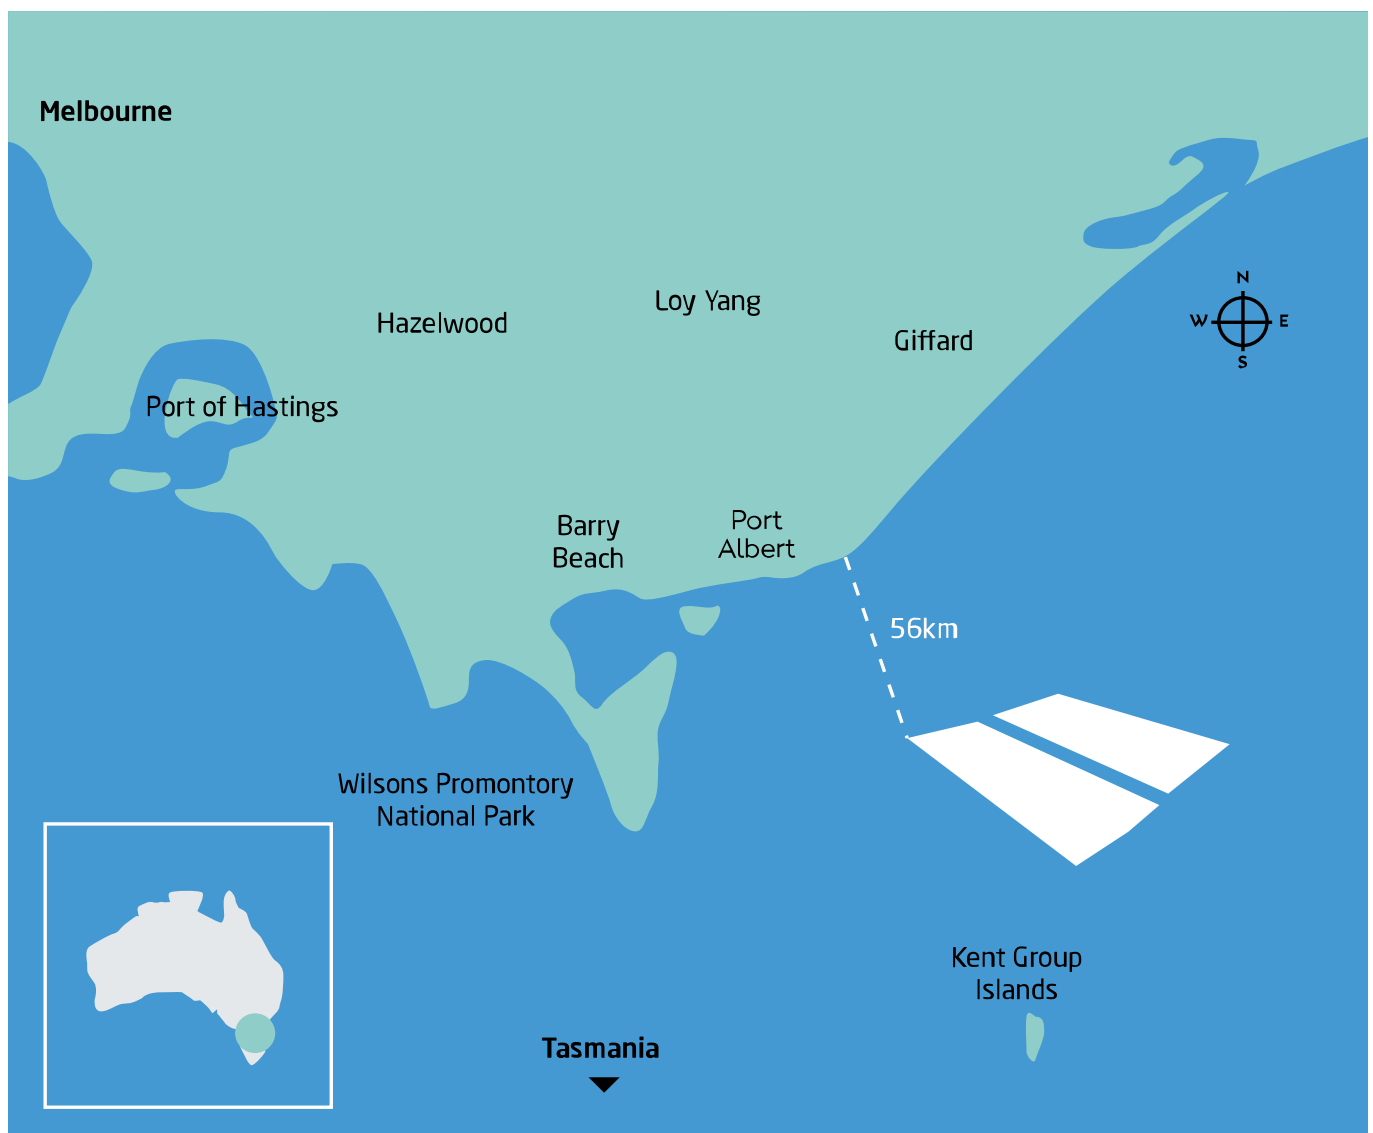 Melbourne
N
W E
S
Loy Yang
Hazelwood
Giffard
Port of Hastings
Barry
Beach
Port
Albert
56km
Wilsons Promontory
National Park
Kent Group
Islands
Tasmania